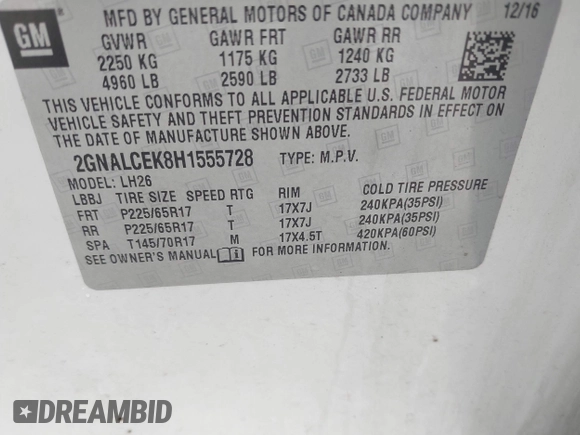 GM
MFD BY GENERAL MOTORS OF CANADA COMPANY 12/16
GVWR GAWR FRT GAWR RR
2250 KG 1175 KG 1240 KG
4960 LB 2590 LB 2733 LB
THIS VEHICLE CONFORMS TO ALL APPLICABLE U.S. FEDERAL MOTOR
VEHICLE SAFETY AND THEFT PREVENTION STANDARDS IN EFFECT ON
THE DATE OF MANUFACTURE SHOWN ABOVE.
2GNALCEK8H1555728 TYPE: M.P.V.
MODEL: LH26
LBBJ TIRE SIZE SPEED RTG RIM COLD TIRE PRESSURE
FRT P225/65R17 T 17X7J 240KPA(35PSI)
RR P225/65R17 T 17X7J 240KPA(35PSI)
SPA T145/70R17 M 17X4.5T 420KPA(60PSI)
SEE OWNER'S MANUAL FOR MORE INFORMATION.
DREAMBID